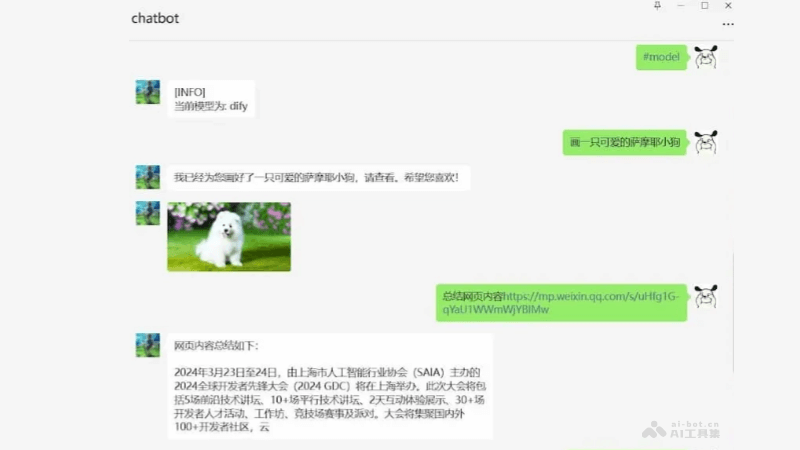 chatbot
#model
[INFO]
当前模型为: dify
画一只可爱的萨摩耶小狗
我已经为您画好了一只可爱的萨摩耶小狗，请查看。希望您喜欢！
总结网页内容https://mp.weixin.qq.com/s/uHfg1G-
qYaU1WWmWjYBlMw
网页内容总结如下：
2024年3月23日至24日，由上海市人工智能行业协会（SAIA）主办的
2024全球开发者先锋大会（2024 GDC）将在上海举办。此次大会将包
括5场前沿技术讲坛、10+场平行技术讲坛、2天互动体验展示、30+场
开发者人才活动、工作坊、竞技场赛事及派对。大会将集聚国内外
100+开发者社区，云
ai-bot.cn
AI工具集